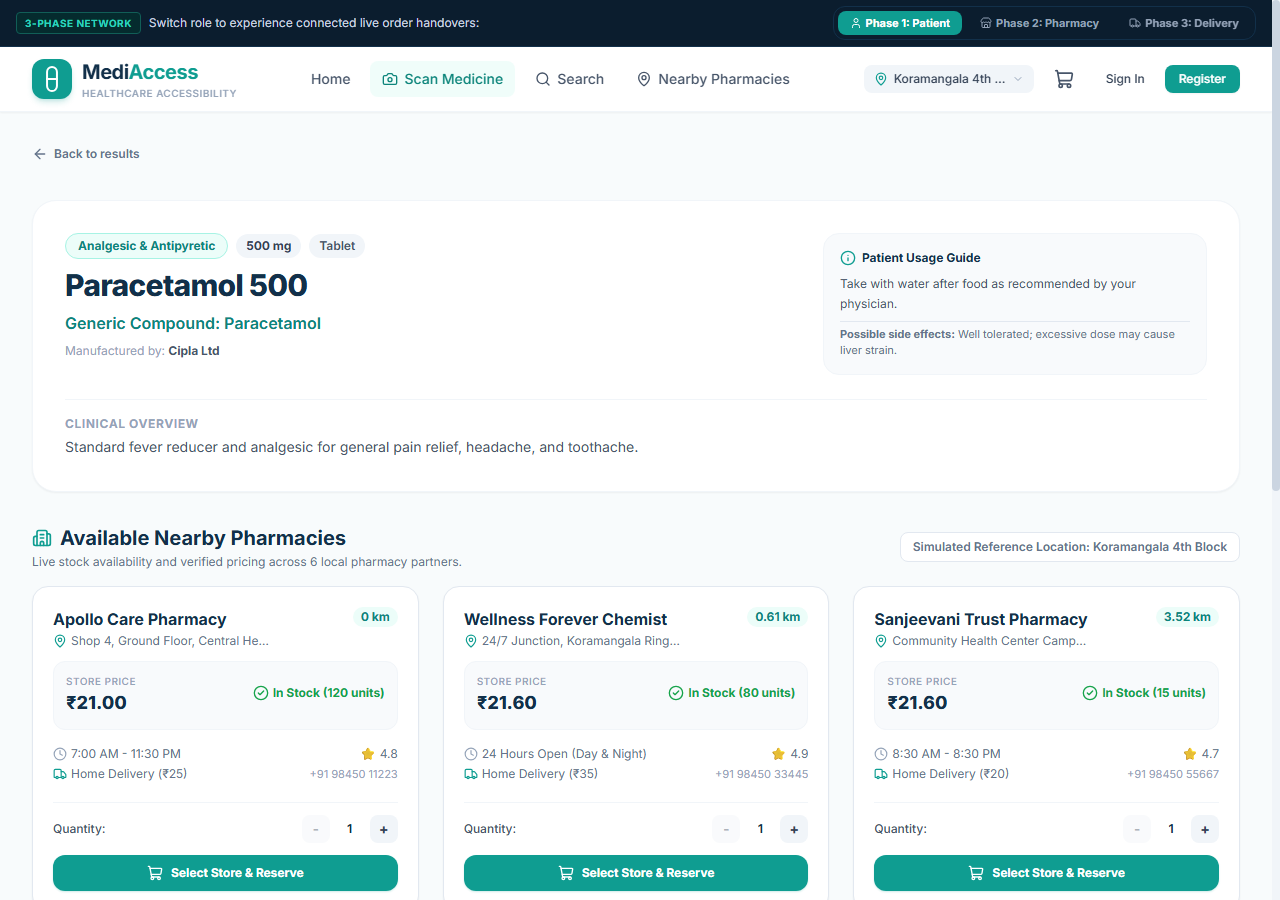 3-PHASE NETWORK Switch role to experience connected live order handovers: Phase 1: Patient Phase 2: Pharmacy Phase 3: Delivery
MediAccess
HEALTHCARE ACCESSIBILITY
Home Scan Medicine Search Nearby Pharmacies Koramangala 4th ... Sign In Register
Back to results
Analgesic & Antipyretic 500 mg Tablet
Paracetamol 500
Generic Compound: Paracetamol
Manufactured by: Cipla Ltd
Patient Usage Guide
Take with water after food as recommended by your
physician.
Possible side effects: Well tolerated; excessive dose may cause
liver strain.
CLINICAL OVERVIEW
Standard fever reducer and analgesic for general pain relief, headache, and toothache.
Available Nearby Pharmacies
Live stock availability and verified pricing across 6 local pharmacy partners.
Simulated Reference Location: Koramangala 4th Block
Apollo Care Pharmacy 0 km
Shop 4, Ground Floor, Central He...
STORE PRICE
₹21.00
In Stock (120 units)
7:00 AM - 11:30 PM 4.8
Home Delivery (₹25) +91 98450 11223
Quantity: - 1 +
Select Store & Reserve
Wellness Forever Chemist 0.61 km
24/7 Junction, Koramangala Ring...
STORE PRICE
₹21.60
In Stock (80 units)
24 Hours Open (Day & Night) 4.9
Home Delivery (₹35) +91 98450 33445
Quantity: - 1 +
Select Store & Reserve
Sanjeevani Trust Pharmacy 3.52 km
Community Health Center Camp...
STORE PRICE
₹21.60
In Stock (15 units)
8:30 AM - 8:30 PM 4.7
Home Delivery (₹20) +91 98450 55667
Quantity: - 1 +
Select Store & Reserve